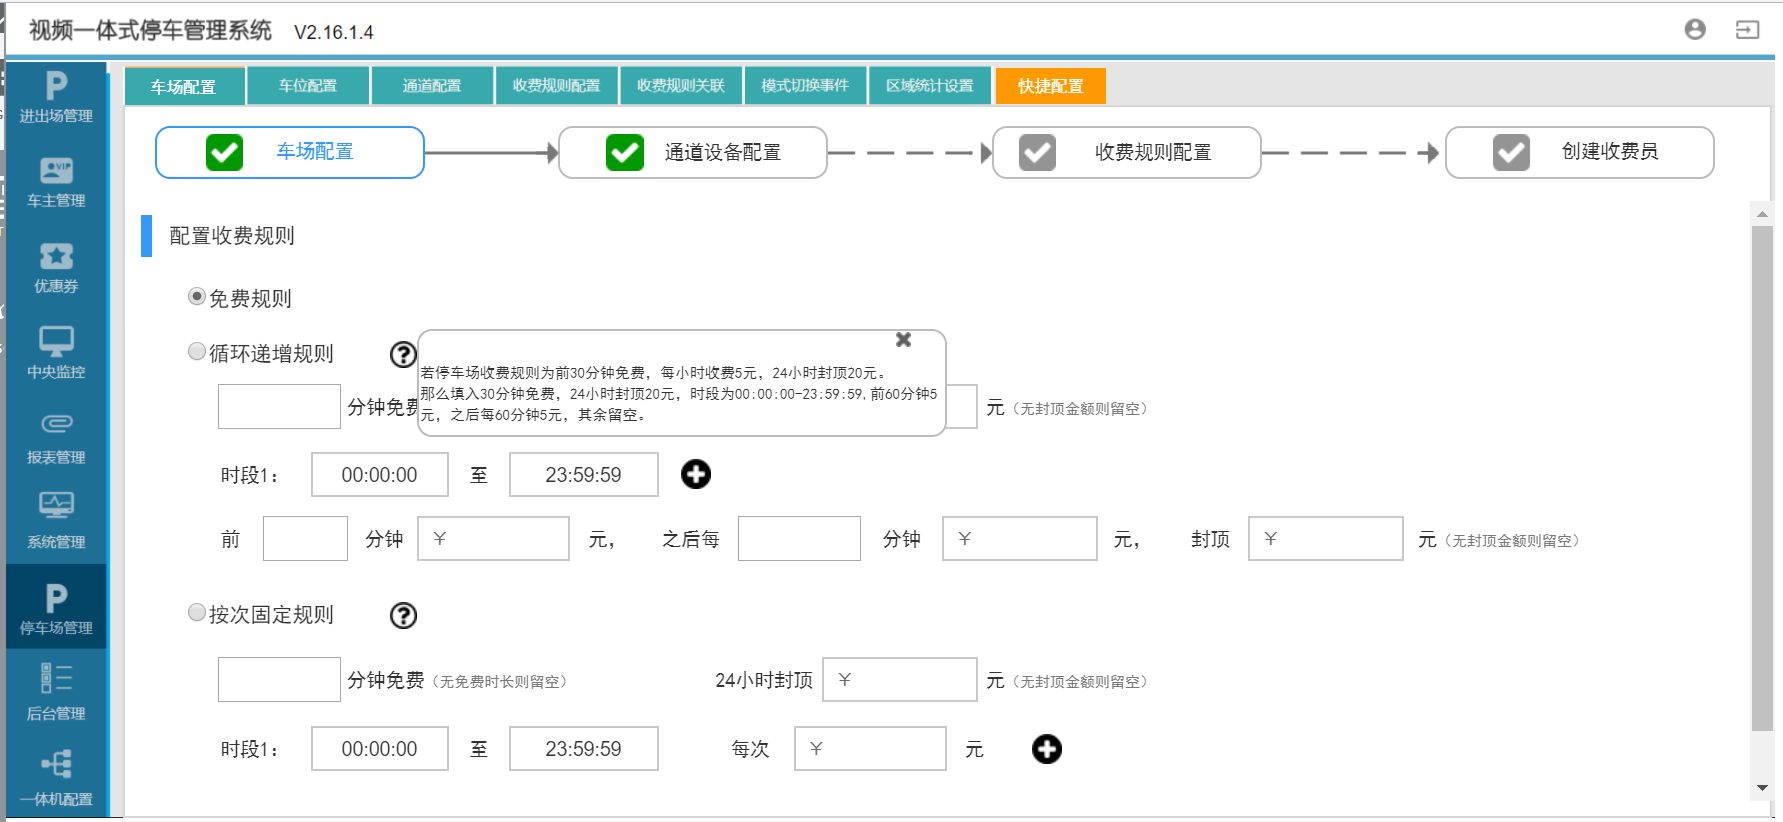 视频一体式停车管理系统 V2.16.1.4
进出场管理
车主管理
优惠券
中央监控
报表管理
系统管理
停车场管理
后台管理
一体机配置
车场配置 车位配置 通道配置 收费规则配置 收费规则关联 模式切换事件 区域统计设置 快捷配置
车场配置 通道设备配置 收费规则配置 创建收费员
配置收费规则
免费规则
循环递增规则
若停车场收费规则为前30分钟免费，每小时收费5元，24小时封顶20元。
那么填入30分钟免费，24小时封顶20元，时段为00:00:00-23:59:59,前60分钟5
元，之后每60分钟5元，其余留空。
分钟免费 元（无封顶金额则留空）
时段1： 00:00:00 至 23:59:59
前 分钟 ￥ 元， 之后每 分钟 ￥ 元， 封顶 ￥ 元（无封顶金额则留空）
按次固定规则
分钟免费（无免费时长则留空） 24小时封顶 ￥ 元（无封顶金额则留空）
时段1： 00:00:00 至 23:59:59 每次 ￥ 元